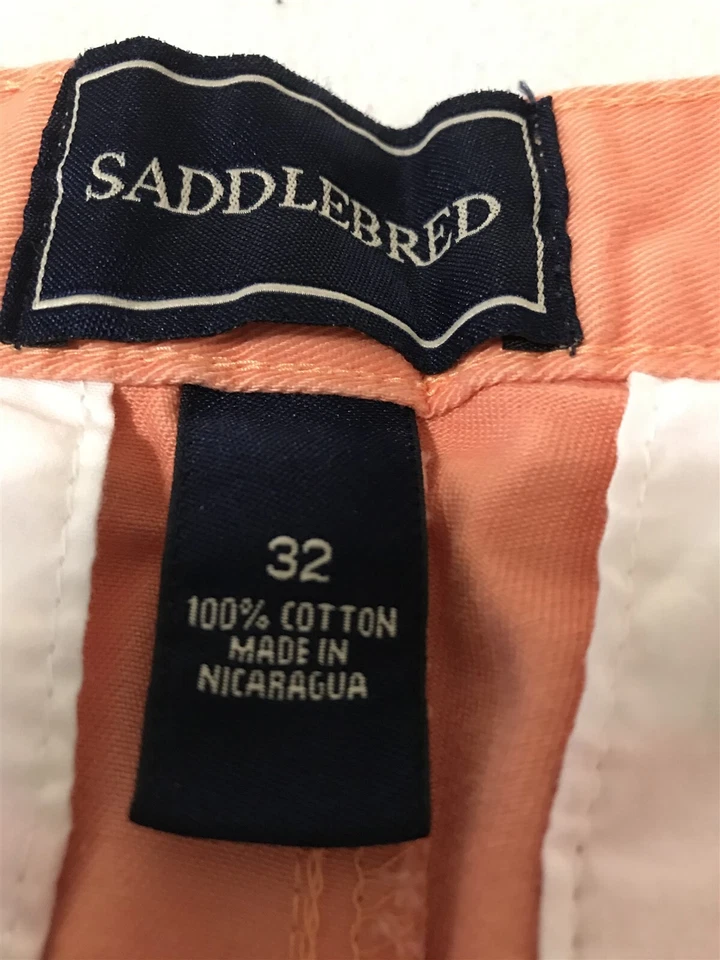 SADDLEBRED
32
100% COTTON
MADE IN
NICARAGUA